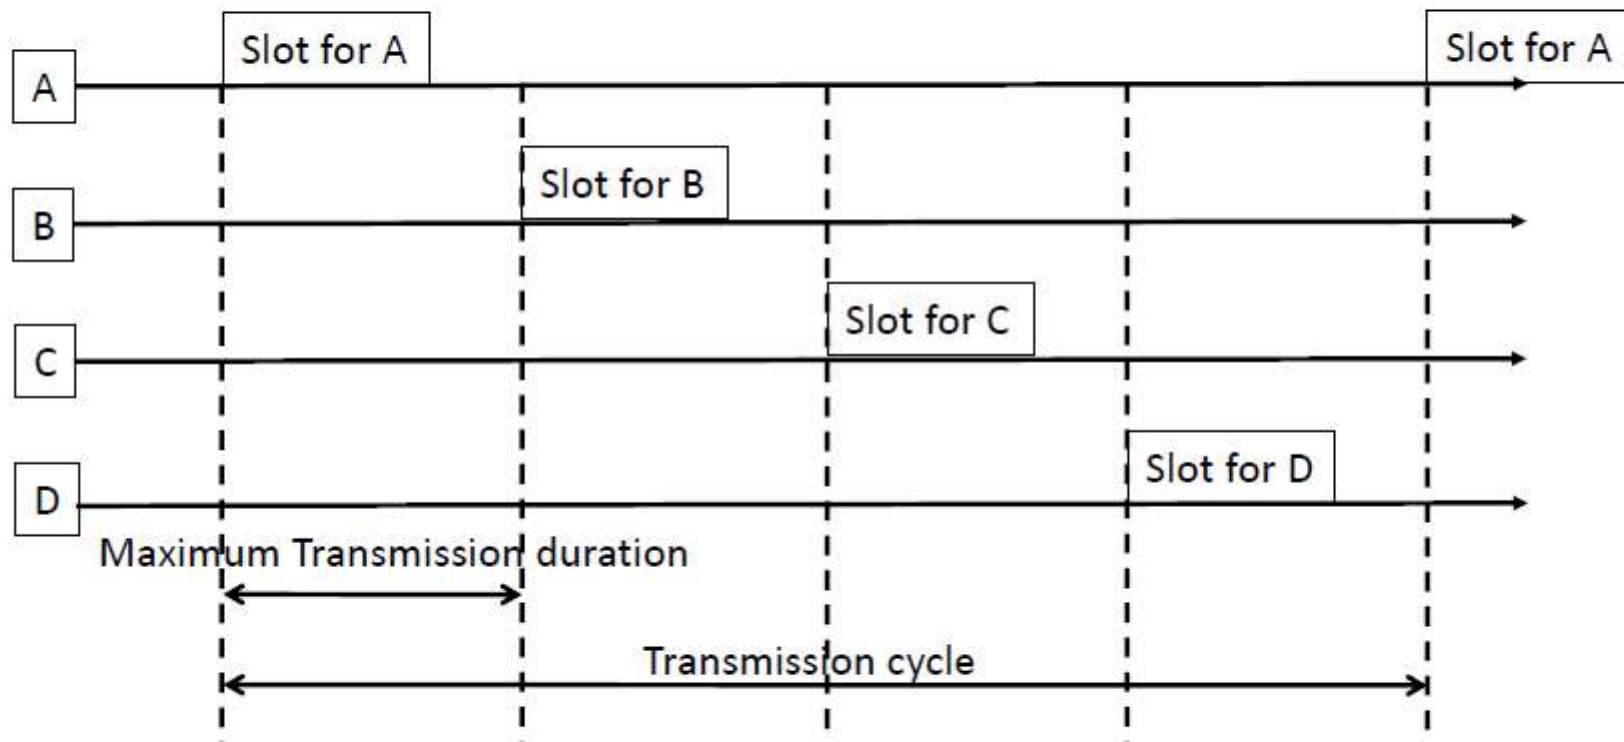 Slot for A
Slot for A
A
Slot for B
B
Slot for C
C
Slot for D
D
Maximum Transmission duration
Transmission cycle